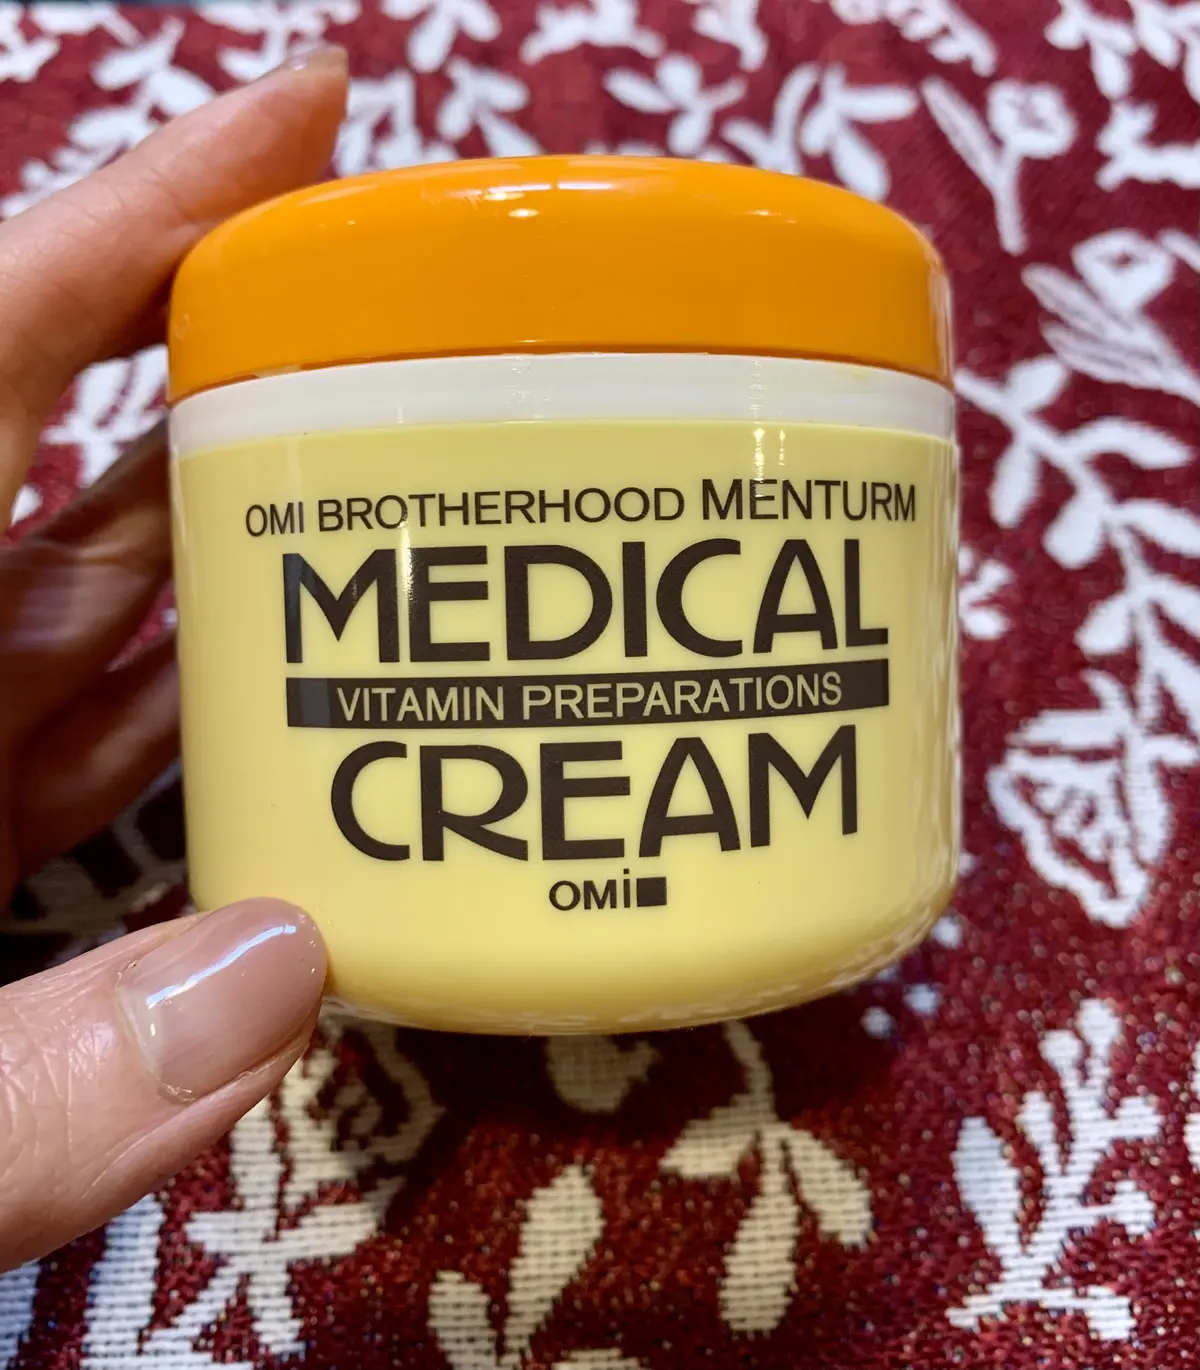 OMI BROTHERHOOD MENTURM
MEDICAL
VITAMIN PREPARATIONS
CREAM
OMi